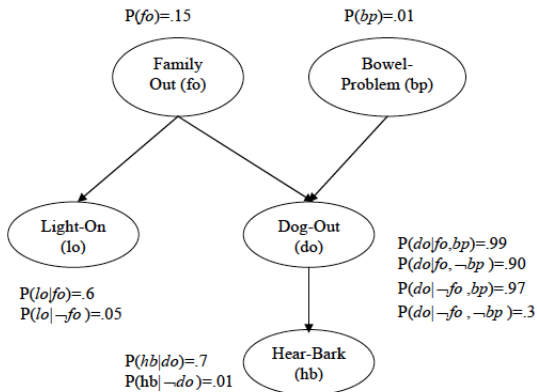 P(fo)=.15
P(bp)=.01
Family
Out (fo)
Bowel-
Problem (bp)
Light-On
(lo)
Dog-Out
(do)
P(lo|fo)=.6
P(lo|¬fo)=.05
P(do|fo,bp)=.99
P(do|fo,¬bp)=.90
P(do|¬fo,bp)=.97
P(do|¬fo,¬bp)=.3
P(hb|do)=.7
P(hb|¬do)=.01
Hear-Bark
(hb)